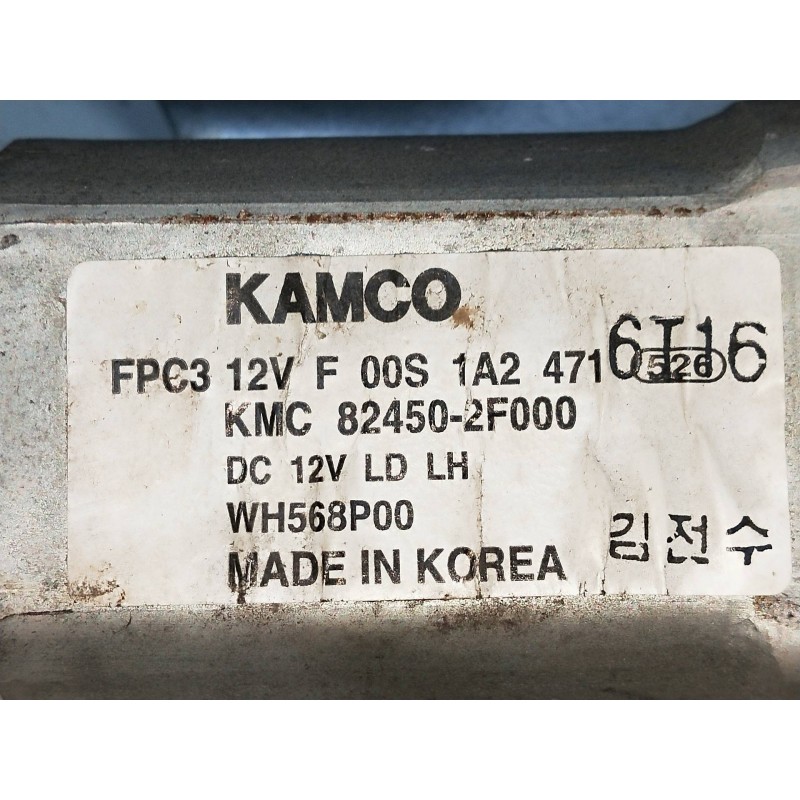 KAMCO
FPC3 12V F 00S 1A2 471 526 6I16
KMC 82450-2F000
DC 12V LD LH
WH568P00
김전수
MADE IN KOREA